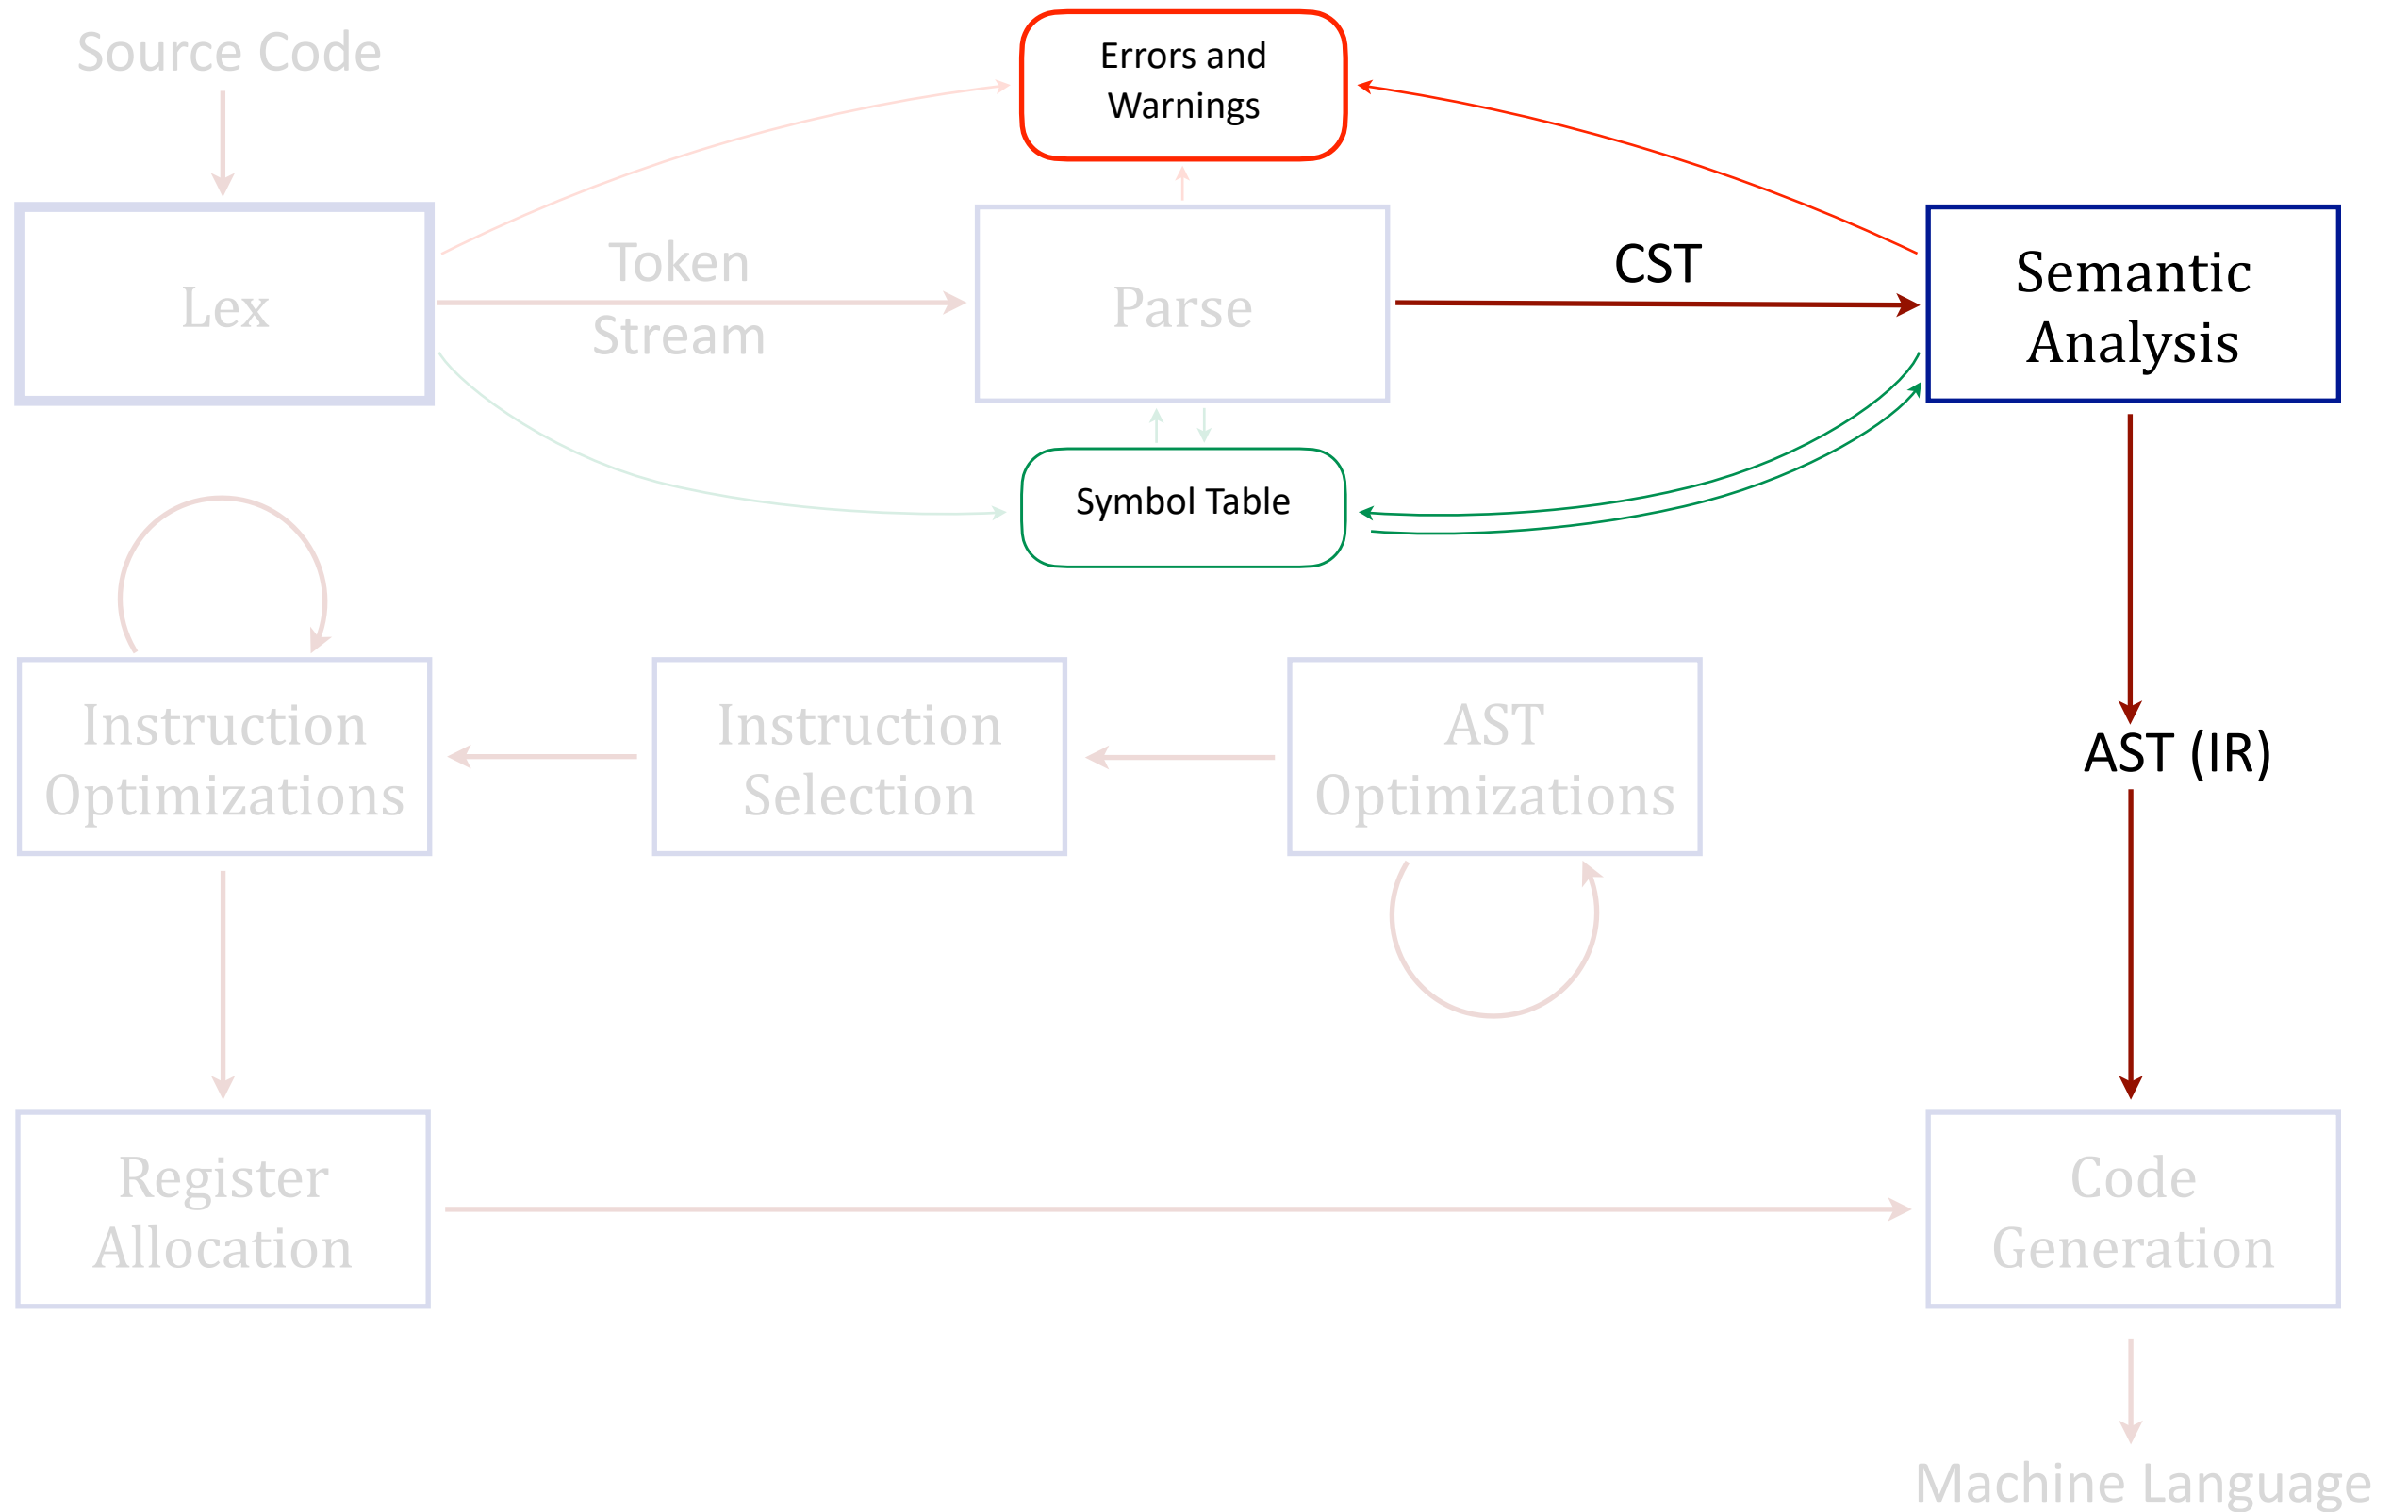 Source Code
Errors and
Warnings
Lex
Token
Stream
Parse
CST
Semantic
Analysis
Symbol Table
Instruction
Optimizations
Instruction
Selection
AST
Optimizations
AST (IR)
Register
Allocation
Code
Generation
Machine Language